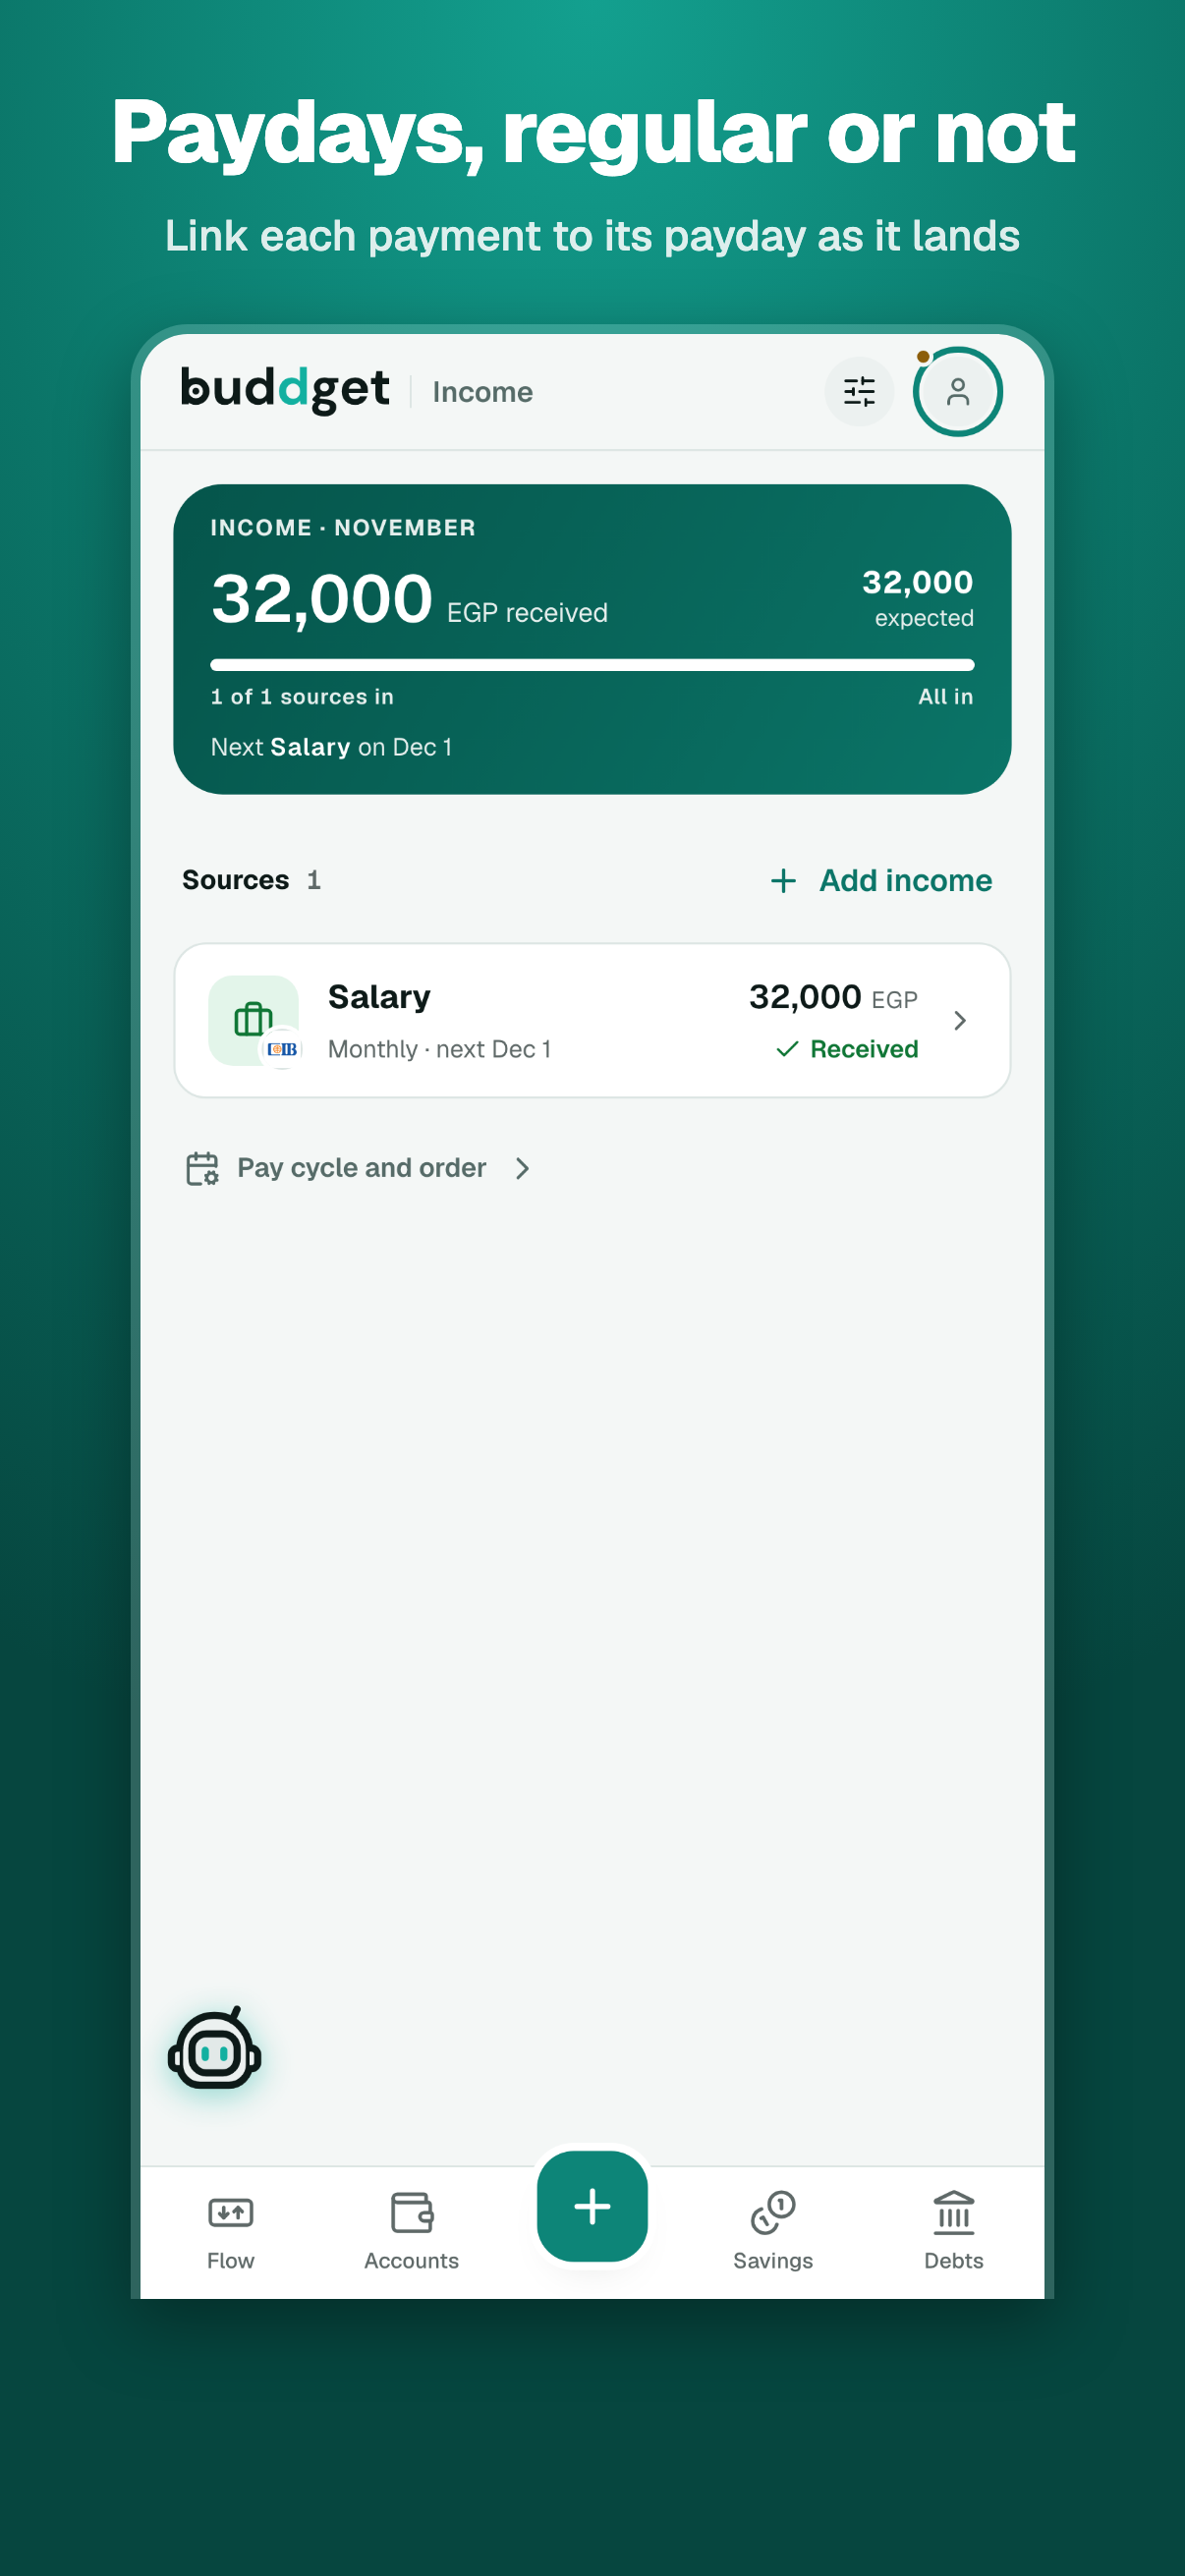 Paydays, regular or not
Link each payment to its payday as it lands
buddget | Income
INCOME · NOVEMBER
32,000 EGP received
32,000
expected
1 of 1 sources in
All in
Next Salary on Dec 1
Sources 1
+ Add income
Salary
32,000 EGP
CIB
Monthly · next Dec 1
Received
Pay cycle and order
Flow
Accounts
Savings
Debts